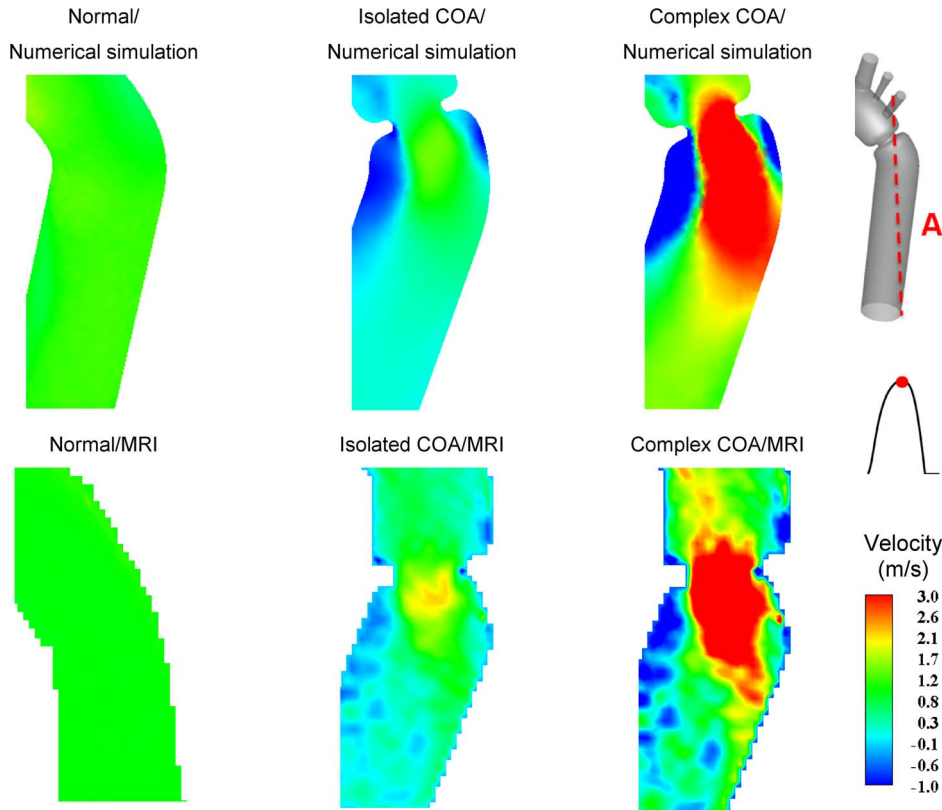 Normal/
Numerical simulation
Isolated COA/
Numerical simulation
Complex COA/
Numerical simulation
A
Normal/MRI
Isolated COA/MRI
Complex COA/MRI
Velocity
(m/s)
3.0
2.6
2.1
1.7
1.2
0.8
0.3
-0.1
-0.6
-1.0